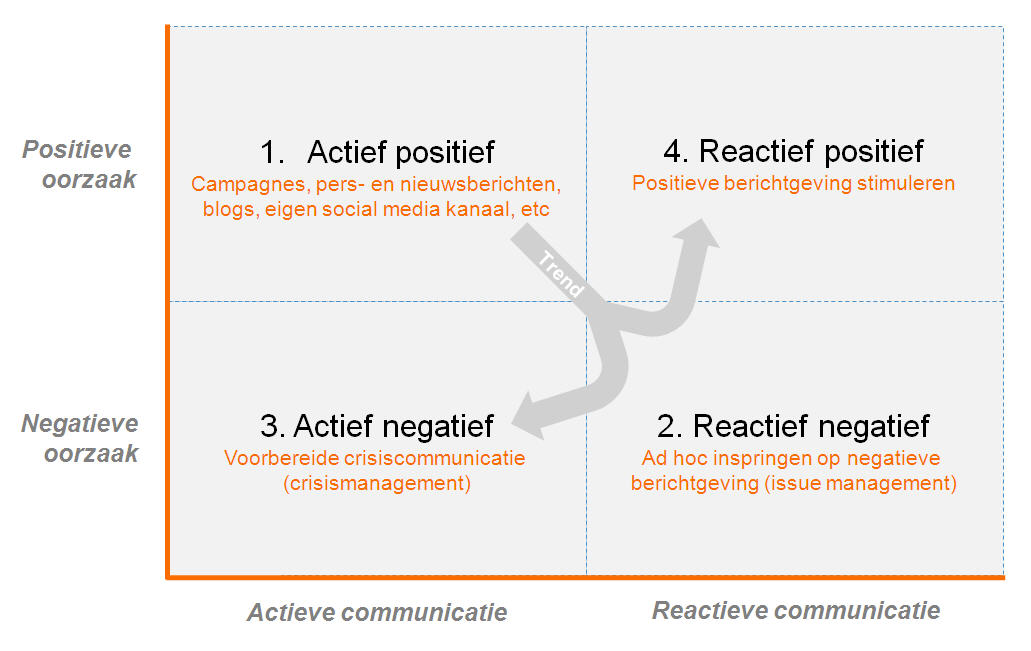 Positieve
oorzaak
1. Actief positief
Campagnes, pers- en nieuwsberichten,
blogs, eigen social media kanaal, etc
4. Reactief positief
Positieve berichtgeving stimuleren
Trend
Negatieve
oorzaak
3. Actief negatief
Voorbereide crisiscommunicatie
(crisismanagement)
2. Reactief negatief
Ad hoc inspringen op negatieve
berichtgeving (issue management)
Actieve communicatie
Reactieve communicatie